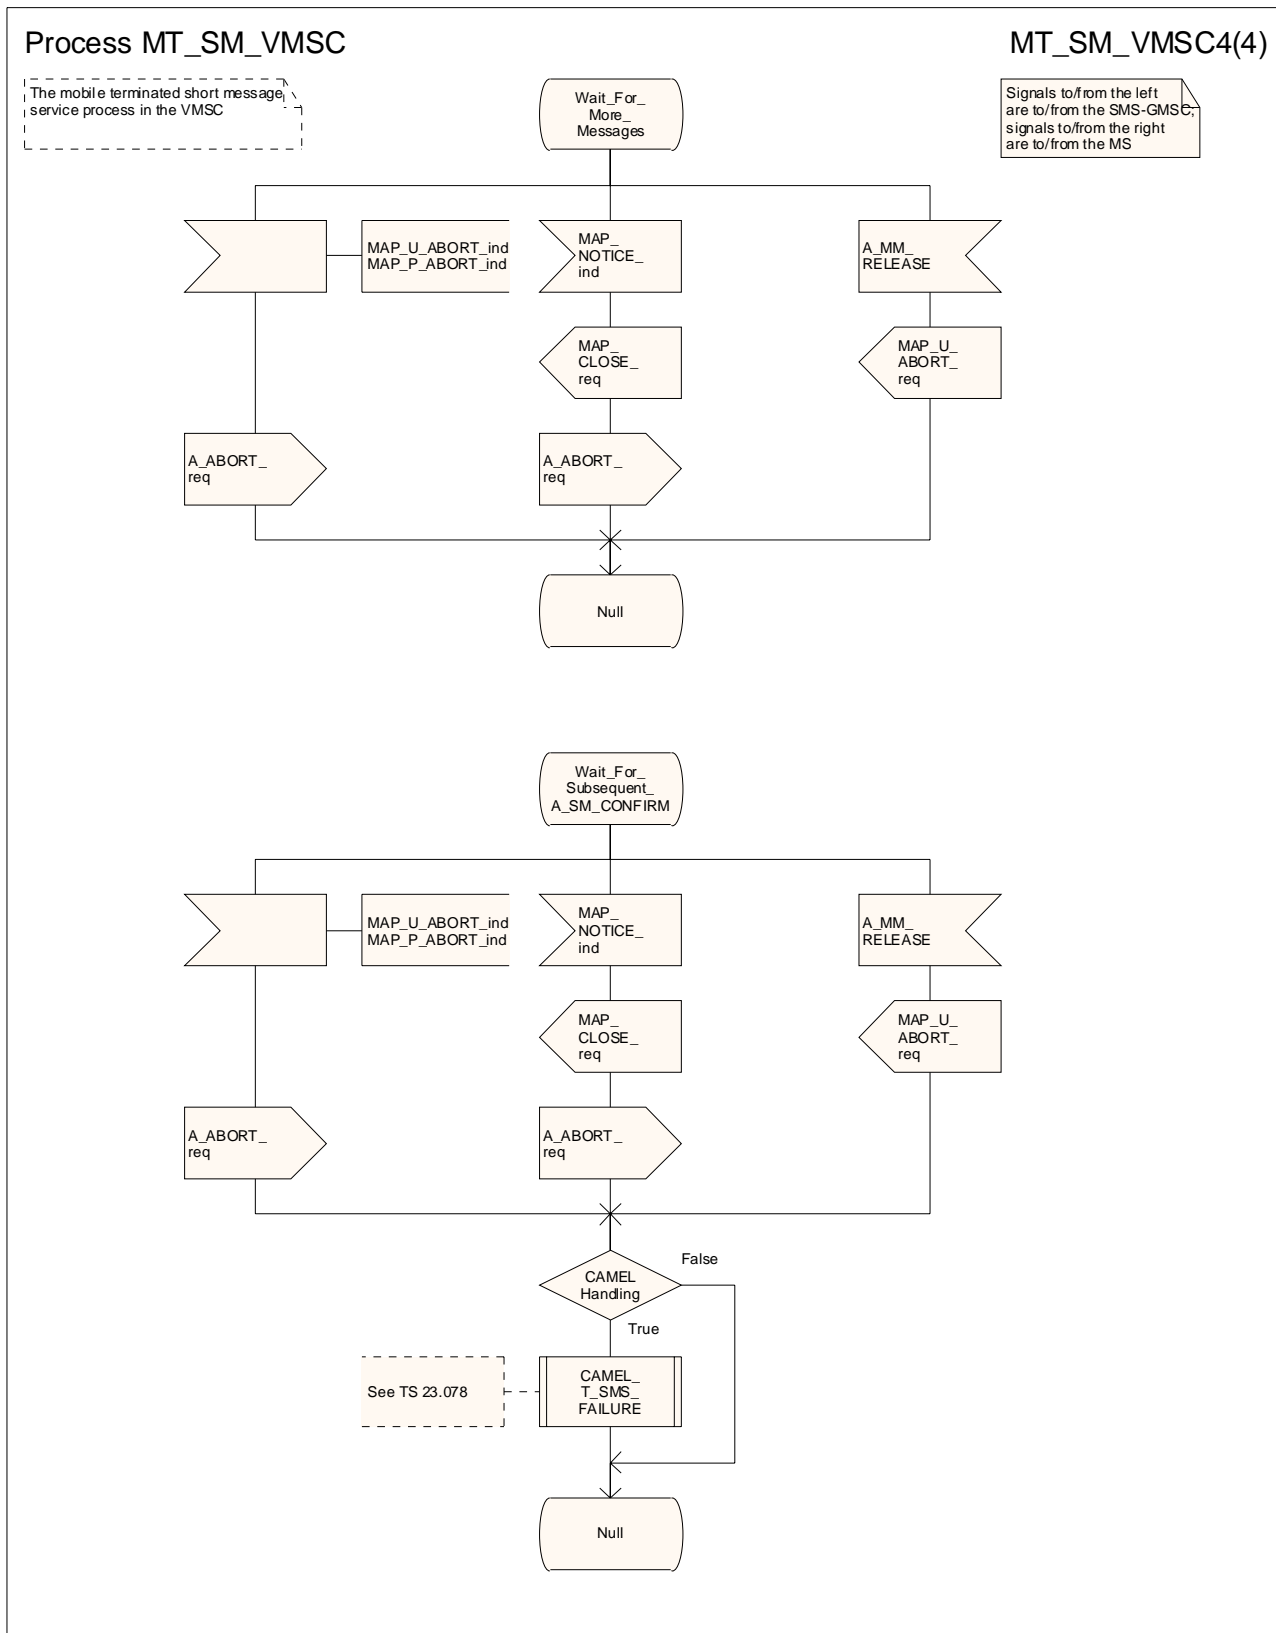 Process MT_SM_VMSC
MT_SM_VMSC4(4)
The mobile terminated short message
service process in the VMSC
Signals to/from the left
are to/from the SMS-GMSC;
signals to/from the right
are to/from the MS
Wait_For_
More_
Messages
MAP_U_ABORT_ind
MAP_P_ABORT_ind
MAP_
NOTICE_
ind
A_MM_
RELEASE
MAP_
CLOSE_
req
MAP_U_
ABORT_
req
A_ABORT_
req
A_ABORT_
req
Null
Wait_For_
Subsequent_
A_SM_CONFIRM
MAP_U_ABORT_ind
MAP_P_ABORT_ind
MAP_
NOTICE_
ind
A_MM_
RELEASE
MAP_
CLOSE_
req
MAP_U_
ABORT_
req
A_ABORT_
req
A_ABORT_
req
False
CAMEL
Handling
True
See TS 23.078
CAMEL_
T_SMS_
FAILURE
Null